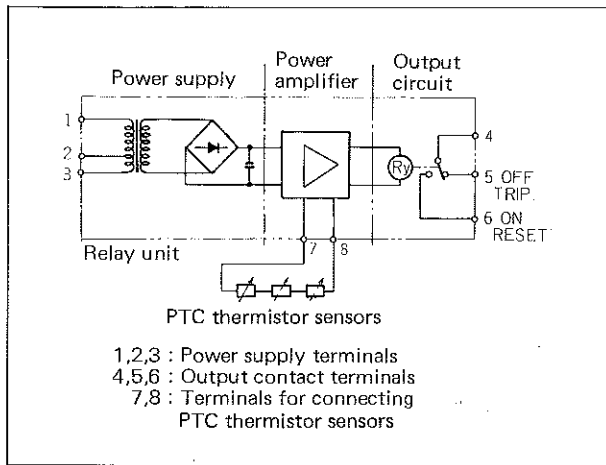 Power supply
Power amplifier
Output circuit
1
2
3
Ry
4
5 OFF TRIP.
6 ON RESET
7
8
Relay unit
PTC thermistor sensors
1,2,3 : Power supply terminals
4,5,6 : Output contact terminals
7,8 : Terminals for connecting
PTC thermistor sensors